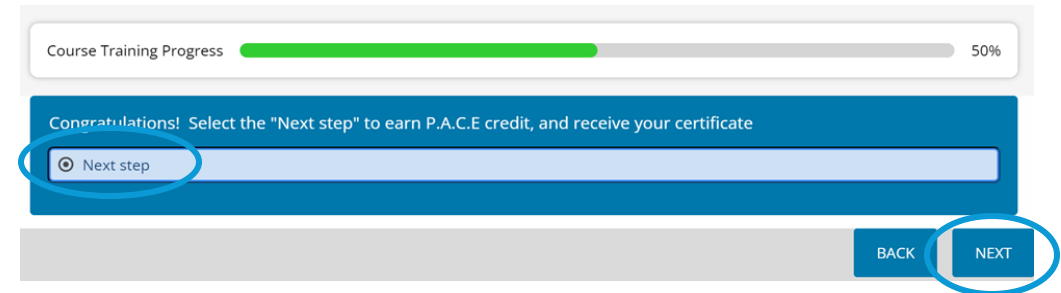 Course Training Progress 50%
Congratulations!  Select the "Next step" to earn P.A.C.E credit, and receive your certificate
Next step
BACK NEXT